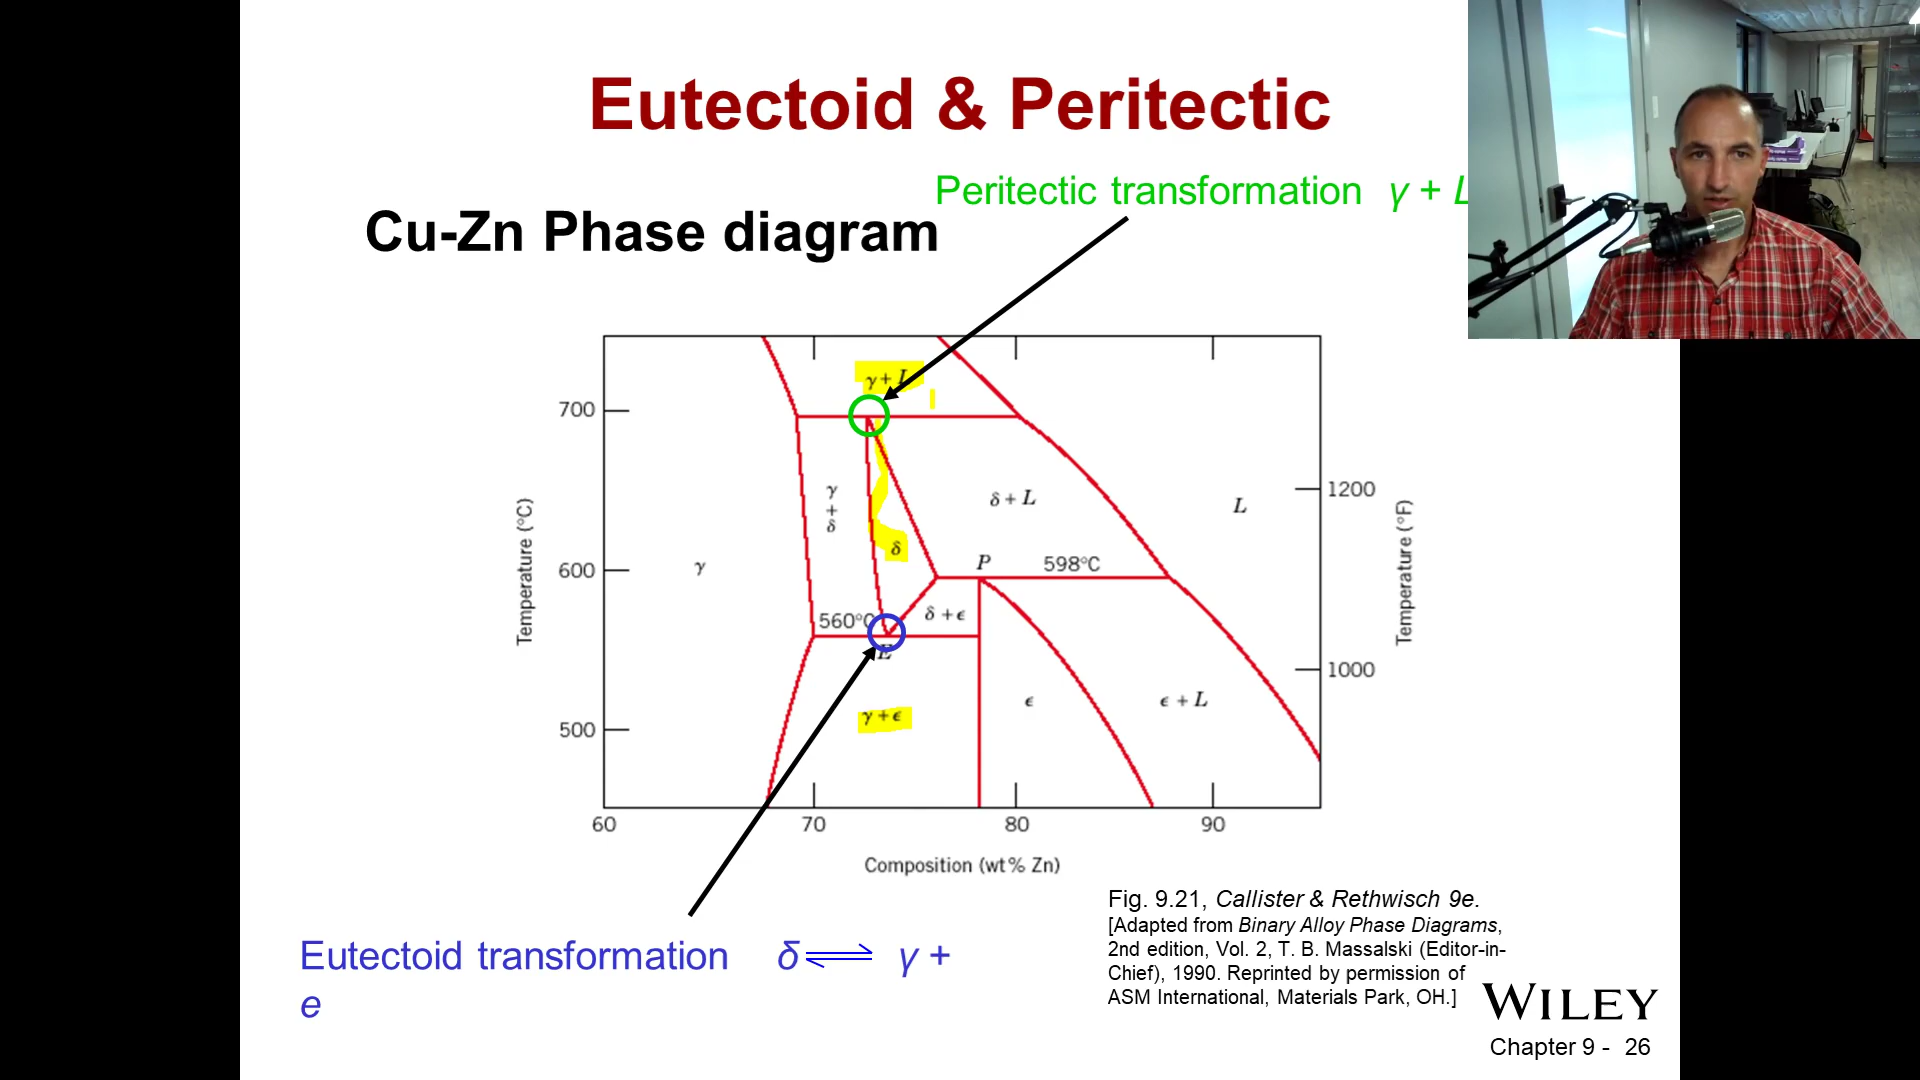 Eutectoid & Peritectic
Peritectic transformation γ + L
Cu-Zn Phase diagram
γ + L
700
γ
+
δ
δ + L
1200
L
Temperature (°C)
Temperature (°F)
δ
600
γ
P
598°C
560°C
δ + ϵ
E
1000
γ + ϵ
ϵ
ϵ + L
500
60
70
80
90
Composition (wt% Zn)
Fig. 9.21, Callister & Rethwisch 9e.
[Adapted from Binary Alloy Phase Diagrams,
2nd edition, Vol. 2, T. B. Massalski (Editor-in-
Chief), 1990. Reprinted by permission of
ASM International, Materials Park, OH.]
Eutectoid transformation δ ⇌ γ +
e
WILEY
Chapter 9 - 26